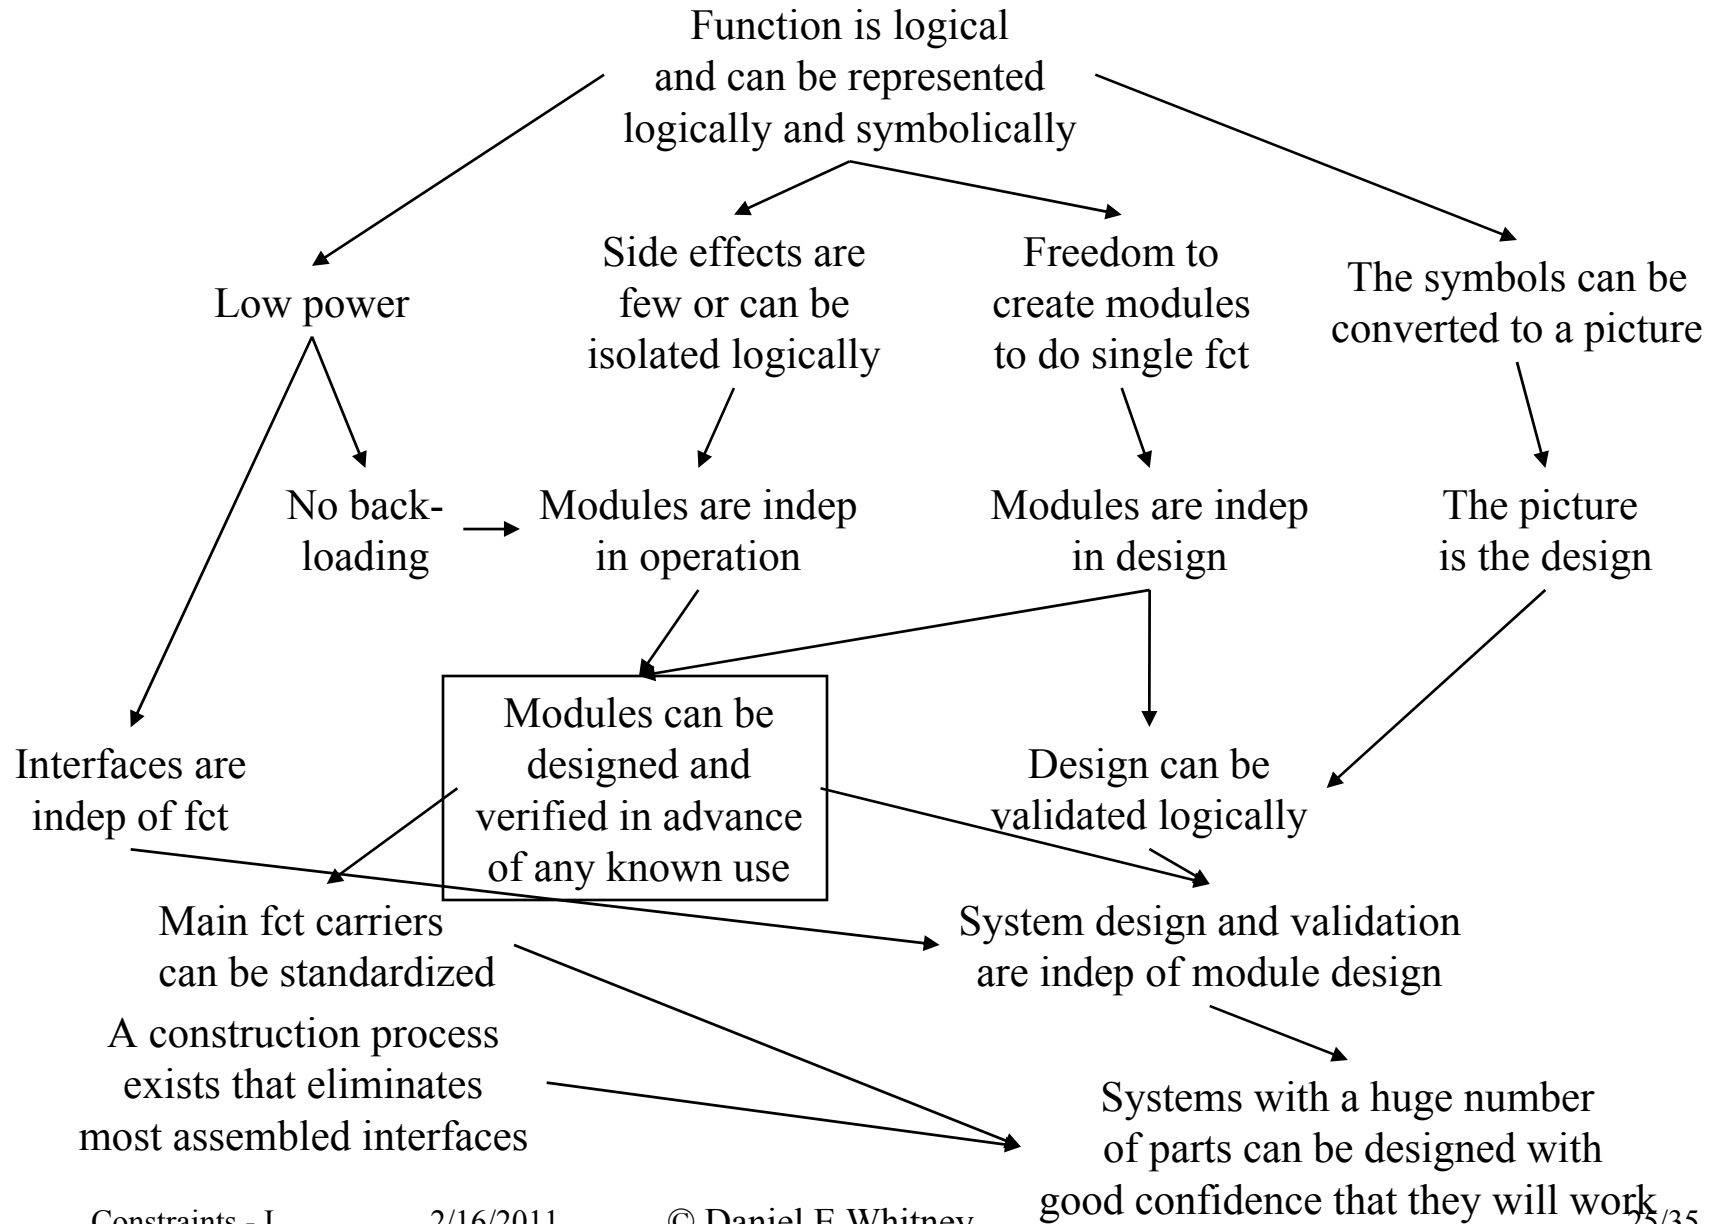 Function is logical
and can be represented
logically and symbolically
Low power
Side effects are
few or can be
isolated logically
Freedom to
create modules
to do single fct
The symbols can be
converted to a picture
No back-
loading
Modules are indep
in operation
Modules are indep
in design
The picture
is the design
Interfaces are
indep of fct
Modules can be
designed and
verified in advance
of any known use
Design can be
validated logically
Main fct carriers
can be standardized
System design and validation
are indep of module design
A construction process
exists that eliminates
most assembled interfaces
Systems with a huge number
of parts can be designed with
good confidence that they will work
Constraints - I 2/16/2011 © Daniel E Whitney 25/35